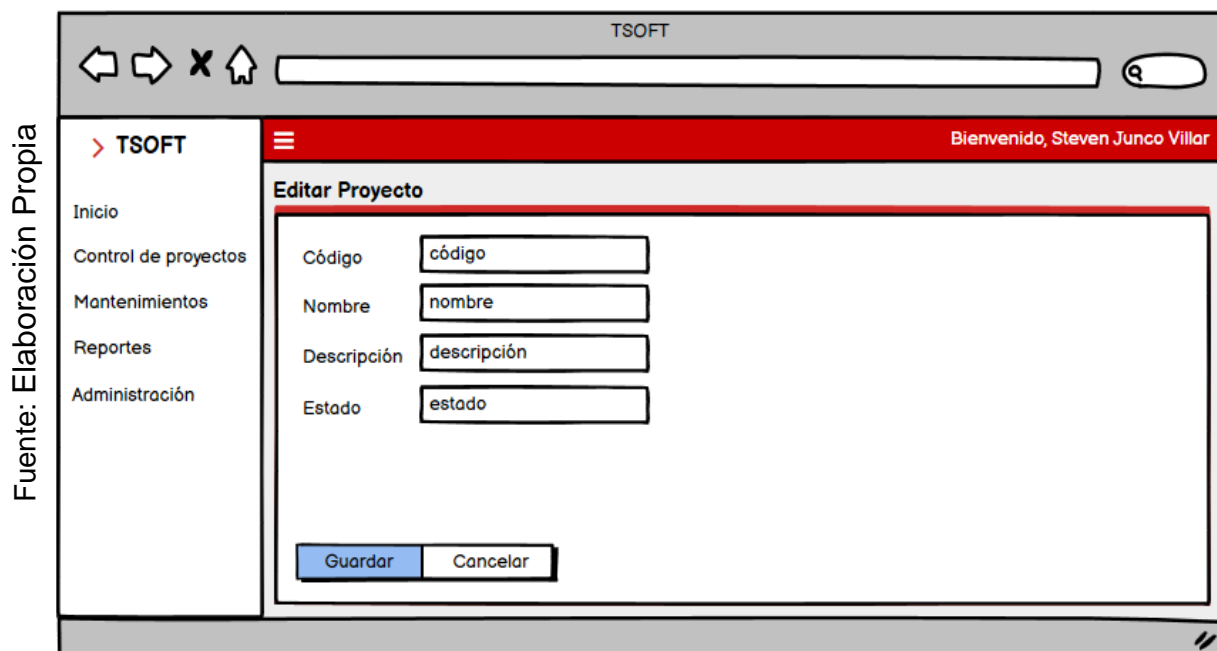 TSOFT
> TSOFT
Bienvenido, Steven Junco Villar
Inicio
Control de proyectos
Mantenimientos
Reportes
Administración
Editar Proyecto
Código código
Nombre nombre
Descripción descripción
Estado estado
Guardar Cancelar
Fuente: Elaboración Propia